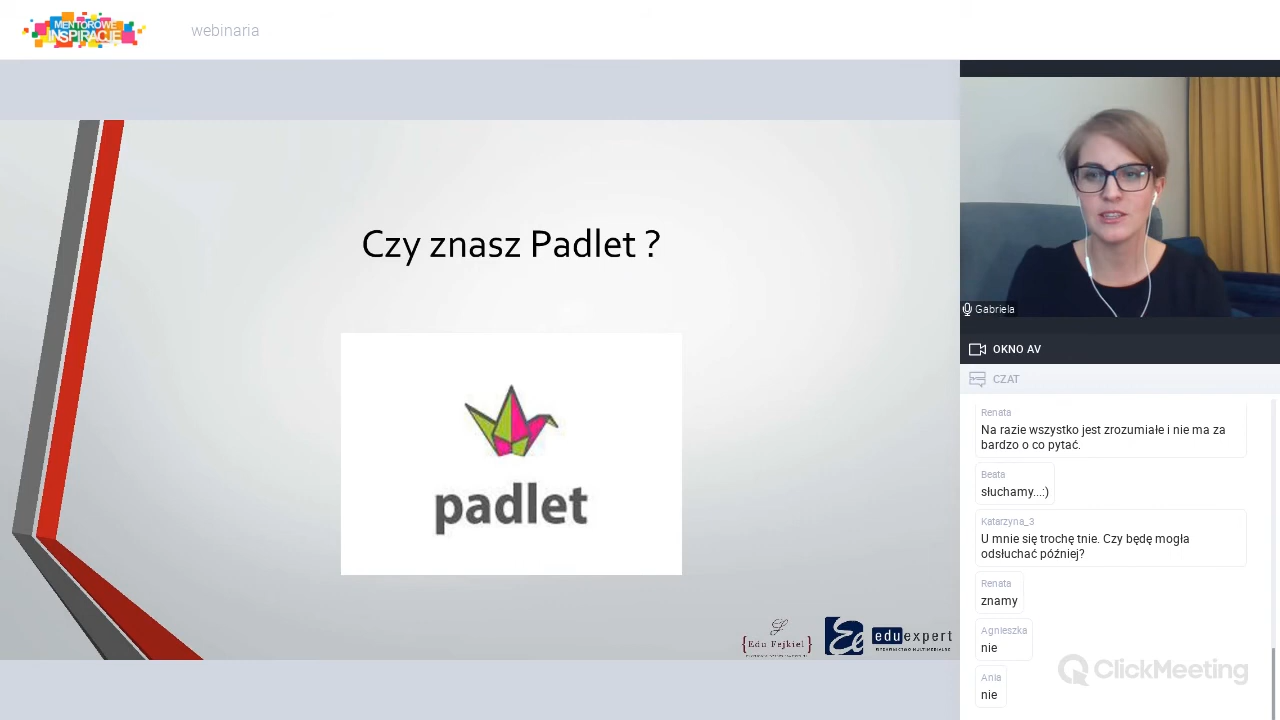 MENTOROWE
INSPIRACJE
webinaria
Czy znasz Padlet ?
padlet
{Edu Fejkiel}
eduexpert
Gabriela
OKNO AV
CZAT
Renata
Na razie wszystko jest zrozumiałe i nie ma za
bardzo o co pytać.
Beata
słuchamy...:)
Katarzyna_3
U mnie się trochę tnie. Czy będę mogła
odsłuchać później?
Renata
znamy
Agnieszka
nie
Ania
nie
ClickMeeting